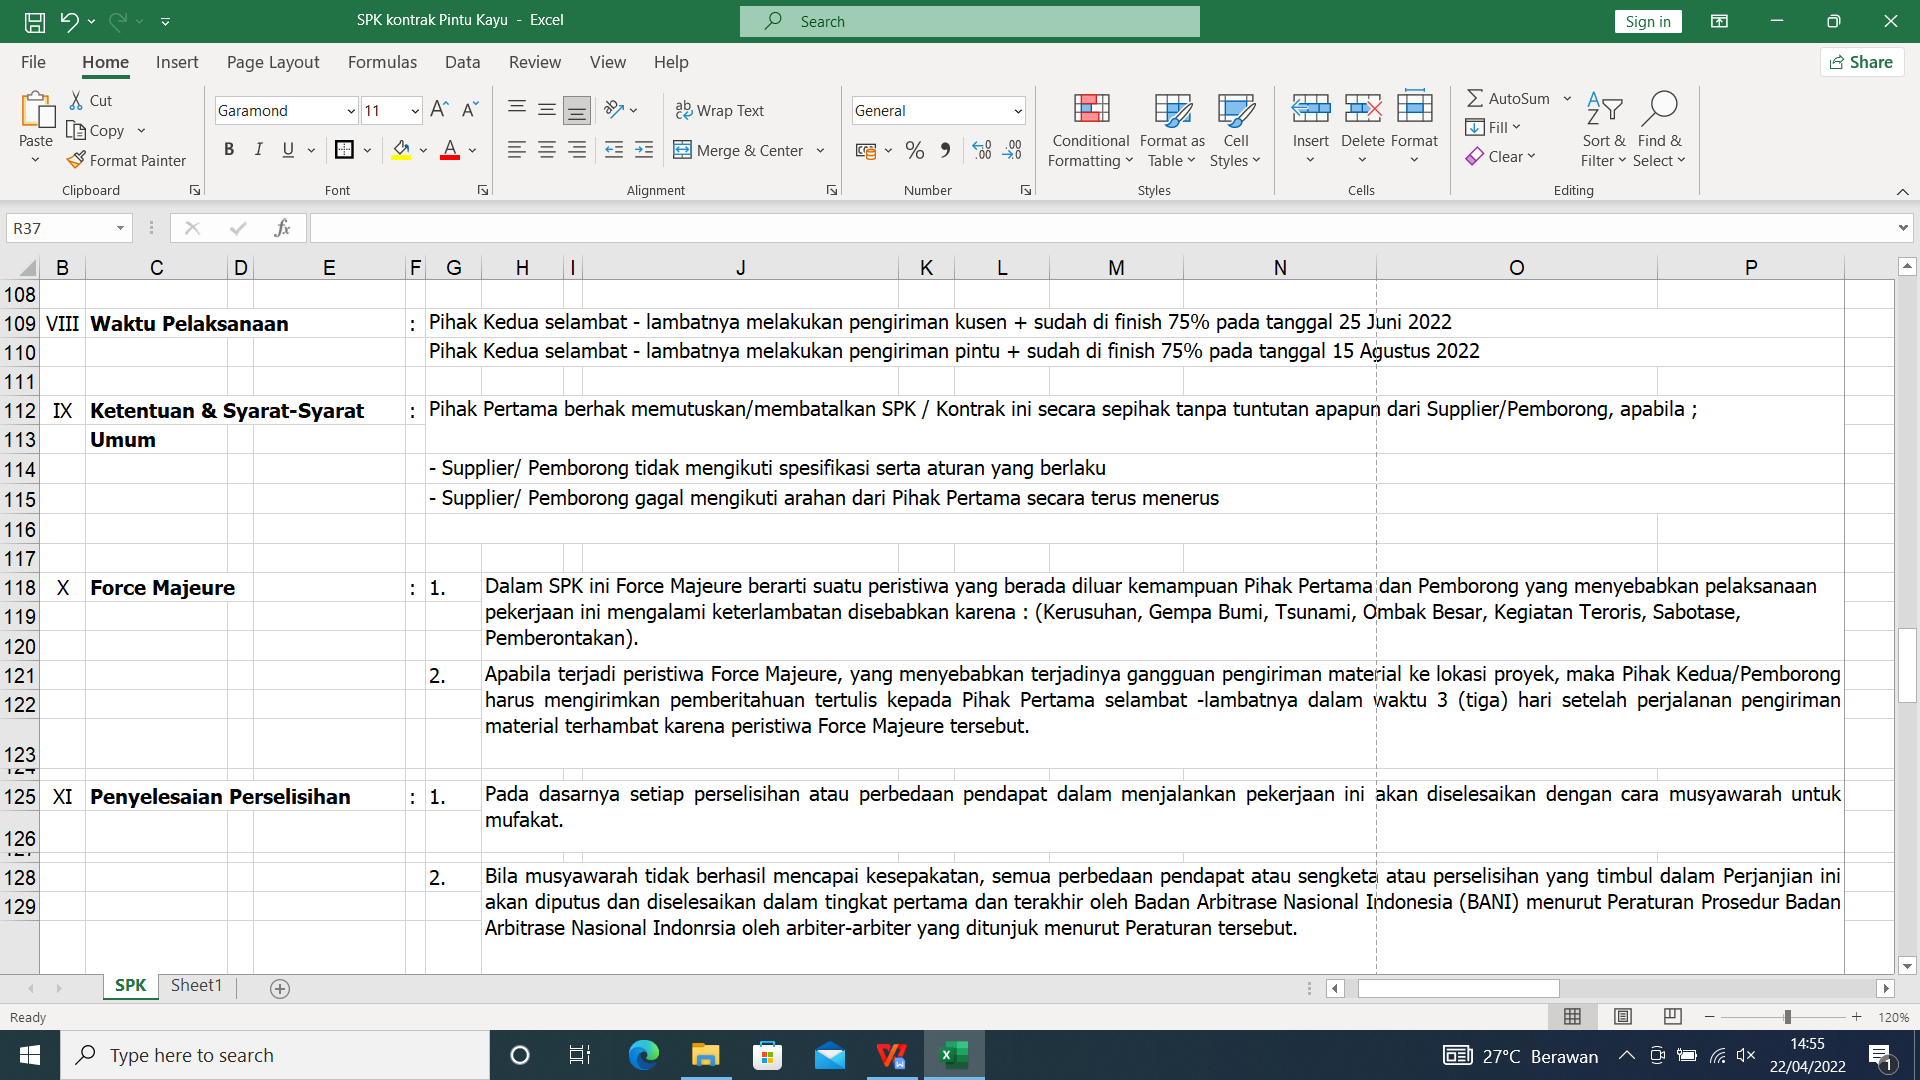 SPK kontrak Pintu Kayu - Excel
Search
Sign in
File Home Insert Page Layout Formulas Data Review View Help
Share
Paste
Cut
Copy
Format Painter
Clipboard
Garamond 11
B I U
Font
Wrap Text
Merge & Center
Alignment
General
Number
Conditional Formatting
Format as Table
Cell Styles
Styles
Insert
Delete
Format
Cells
AutoSum
Fill
Clear
Sort & Filter
Find & Select
Editing
R37
fx
B C D E F G H I J K L M N O P
108
109 VIII Waktu Pelaksanaan : Pihak Kedua selambat - lambatnya melakukan pengiriman kusen + sudah di finish 75% pada tanggal 25 Juni 2022
110 Pihak Kedua selambat - lambatnya melakukan pengiriman pintu + sudah di finish 75% pada tanggal 15 Agustus 2022
111
112 IX Ketentuan & Syarat-Syarat : Pihak Pertama berhak memutuskan/membatalkan SPK / Kontrak ini secara sepihak tanpa tuntutan apapun dari Supplier/Pemborong, apabila ;
113 Umum
114 - Supplier/ Pemborong tidak mengikuti spesifikasi serta aturan yang berlaku
115 - Supplier/ Pemborong gagal mengikuti arahan dari Pihak Pertama secara terus menerus
116
117
118 X Force Majeure : 1. Dalam SPK ini Force Majeure berarti suatu peristiwa yang berada diluar kemampuan Pihak Pertama dan Pemborong yang menyebabkan pelaksanaan
119 pekerjaan ini mengalami keterlambatan disebabkan karena : (Kerusuhan, Gempa Bumi, Tsunami, Ombak Besar, Kegiatan Teroris, Sabotase,
120 Pemberontakan).
121 2. Apabila terjadi peristiwa Force Majeure, yang menyebabkan terjadinya gangguan pengiriman material ke lokasi proyek, maka Pihak Kedua/Pemborong
122 harus mengirimkan pemberitahuan tertulis kepada Pihak Pertama selambat -lambatnya dalam waktu 3 (tiga) hari setelah perjalanan pengiriman
material terhambat karena peristiwa Force Majeure tersebut.
123
124
125 XI Penyelesaian Perselisihan : 1. Pada dasarnya setiap perselisihan atau perbedaan pendapat dalam menjalankan pekerjaan ini akan diselesaikan dengan cara musyawarah untuk
126 mufakat.
127
128 2. Bila musyawarah tidak berhasil mencapai kesepakatan, semua perbedaan pendapat atau sengketa atau perselisihan yang timbul dalam Perjanjian ini
129 akan diputus dan diselesaikan dalam tingkat pertama dan terakhir oleh Badan Arbitrase Nasional Indonesia (BANI) menurut Peraturan Prosedur Badan
Arbitrase Nasional Indonrsia oleh arbiter-arbiter yang ditunjuk menurut Peraturan tersebut.
SPK Sheet1
Ready
120%
Type here to search
27°C Berawan
14:55
22/04/2022
1